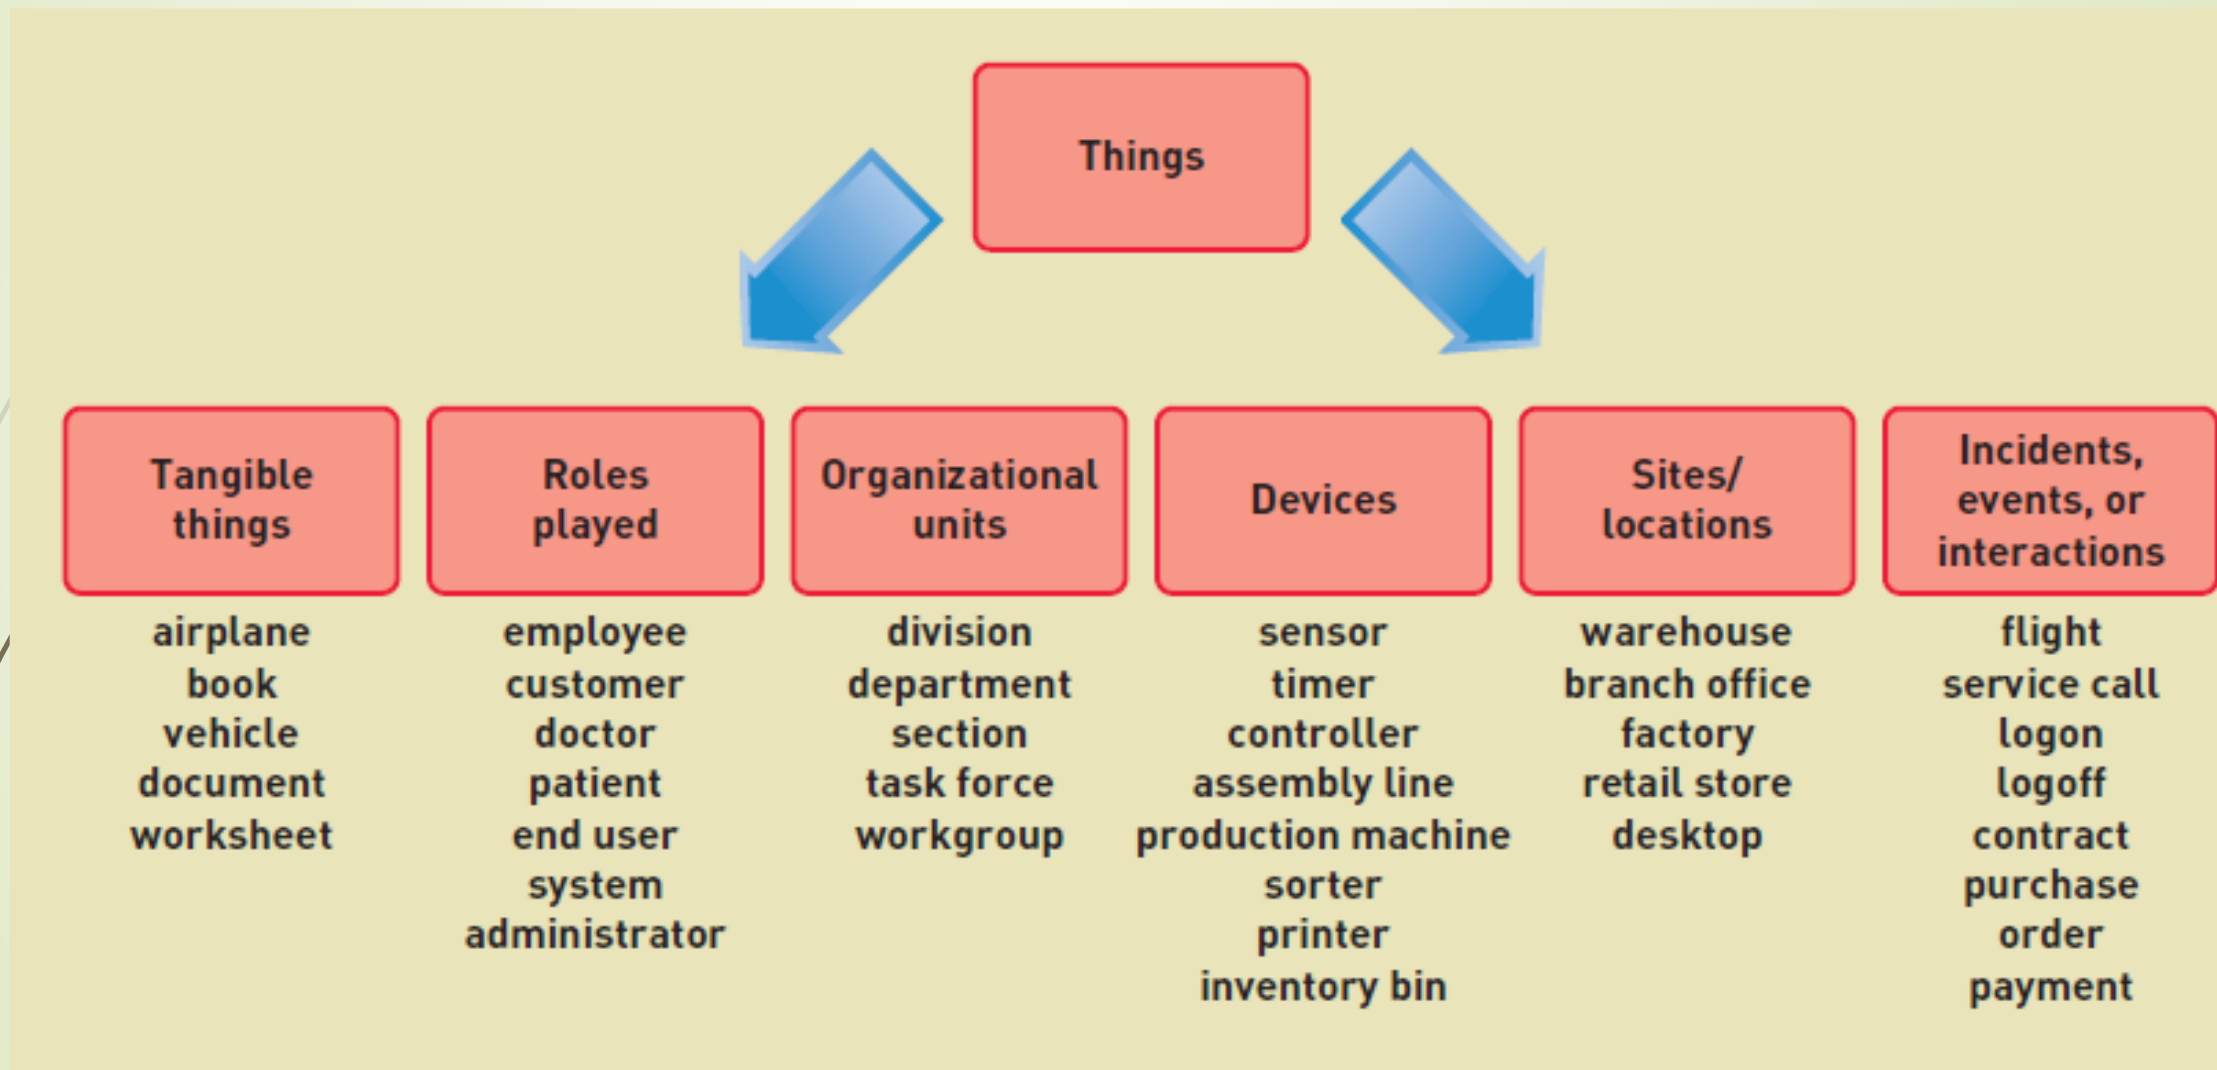 Things
Tangible
things
airplane
book
vehicle
document
worksheet
Roles
played
employee
customer
doctor
patient
end user
system
administrator
Organizational
units
division
department
section
task force
workgroup
Devices
sensor
timer
controller
assembly line
production machine
sorter
printer
inventory bin
Sites/
locations
warehouse
branch office
factory
retail store
desktop
Incidents,
events, or
interactions
flight
service call
logon
logoff
contract
purchase
order
payment